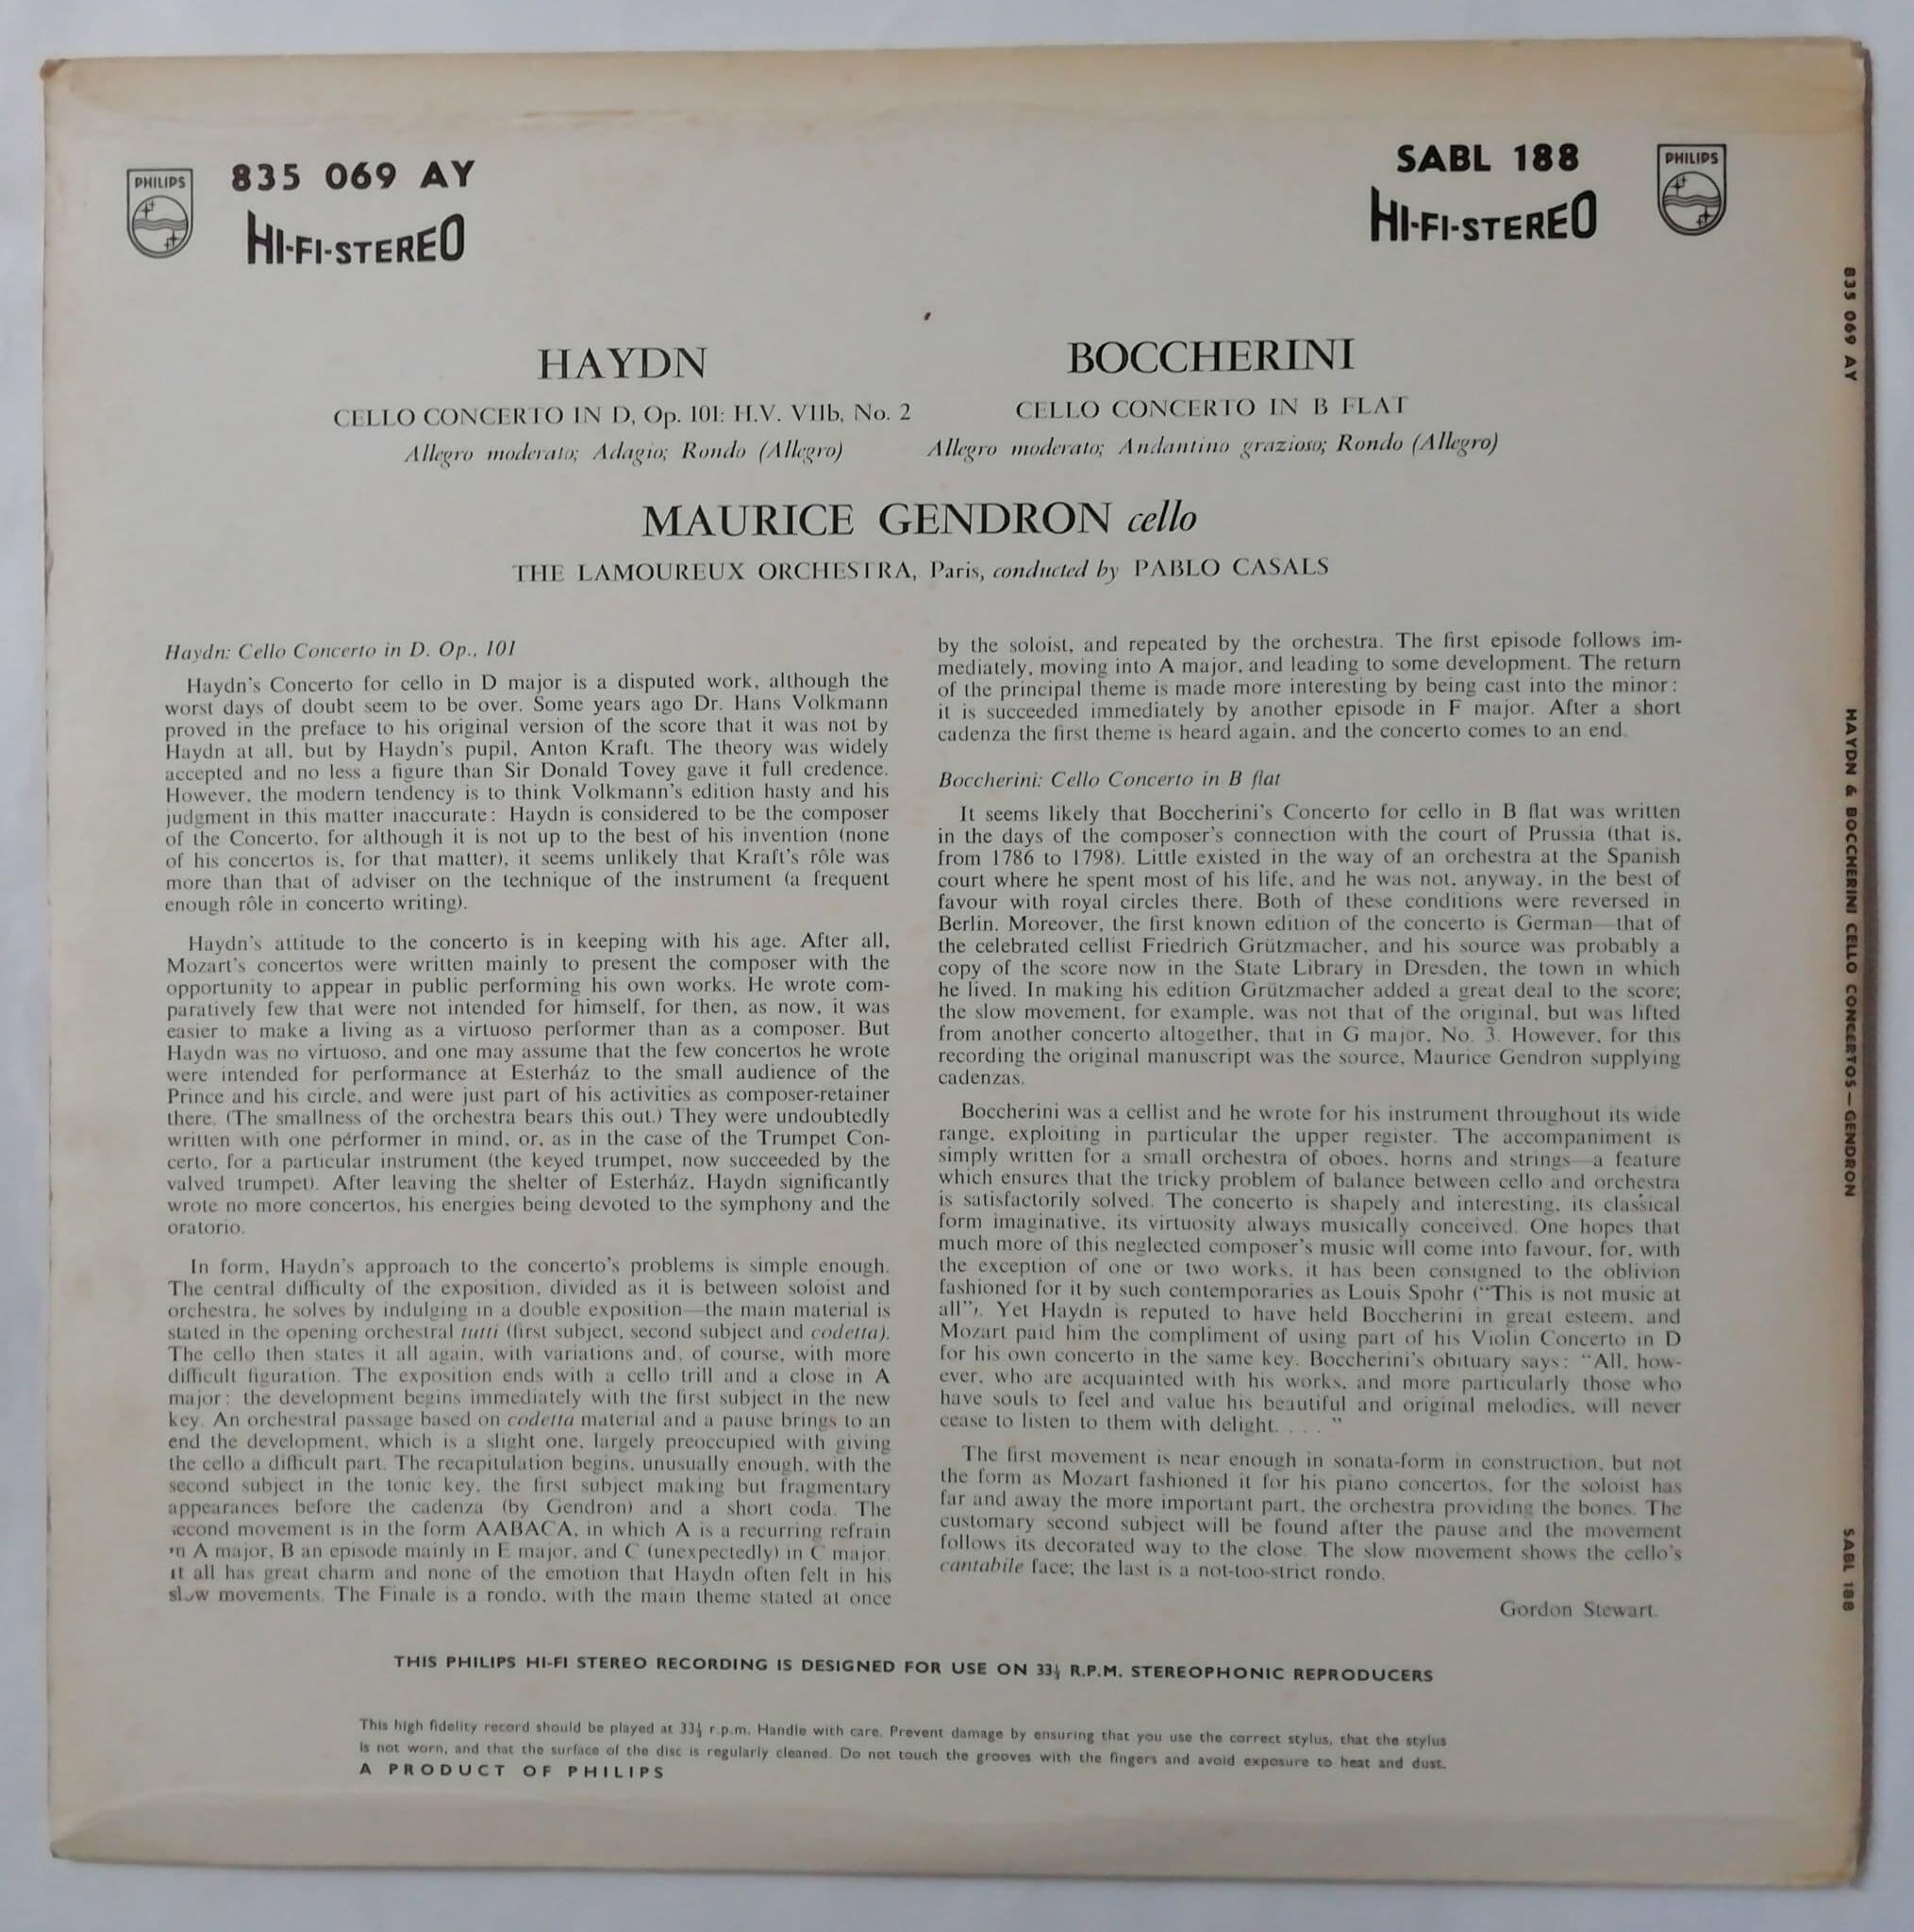 PHILIPS
835 069 AY
HI-FI-STEREO
SABL 188
HI-FI-STEREO
PHILIPS
HAYDN
CELLO CONCERTO IN D, Op. 101: H.V. VIIb, No. 2
Allegro moderato; Adagio; Rondo (Allegro)
BOCCHERINI
CELLO CONCERTO IN B FLAT
Allegro moderato; Andantino grazioso; Rondo (Allegro)
MAURICE GENDRON cello
THE LAMOUREUX ORCHESTRA, Paris, conducted by PABLO CASALS
Haydn: Cello Concerto in D. Op., 101
Haydn's Concerto for cello in D major is a disputed work, although the
worst days of doubt seem to be over. Some years ago Dr. Hans Volkmann
proved in the preface to his original version of the score that it was not by
Haydn at all, but by Haydn's pupil, Anton Kraft. The theory was widely
accepted and no less a figure than Sir Donald Tovey gave it full credence.
However, the modern tendency is to think Volkmann's edition hasty and his
judgment in this matter inaccurate: Haydn is considered to be the composer
of the Concerto, for although it is not up to the best of his invention (none
of his concertos is, for that matter), it seems unlikely that Kraft's rôle was
more than that of adviser on the technique of the instrument (a frequent
enough rôle in concerto writing).
Haydn's attitude to the concerto is in keeping with his age. After all,
Mozart's concertos were written mainly to present the composer with the
opportunity to appear in public performing his own works. He wrote com-
paratively few that were not intended for himself, for then, as now, it was
easier to make a living as a virtuoso performer than as a composer. But
Haydn was no virtuoso, and one may assume that the few concertos he wrote
were intended for performance at Esterház to the small audience of the
Prince and his circle, and were just part of his activities as composer-retainer
there. (The smallness of the orchestra bears this out.) They were undoubtedly
written with one performer in mind, or, as in the case of the Trumpet Con-
certo, for a particular instrument (the keyed trumpet, now succeeded by the
valved trumpet). After leaving the shelter of Esterház, Haydn significantly
wrote no more concertos, his energies being devoted to the symphony and the
oratorio.
In form, Haydn's approach to the concerto's problems is simple enough.
The central difficulty of the exposition, divided as it is between soloist and
orchestra, he solves by indulging in a double exposition—the main material is
stated in the opening orchestral tutti (first subject, second subject and codetta).
The cello then states it all again, with variations and, of course, with more
difficult figuration. The exposition ends with a cello trill and a close in A
major: the development begins immediately with the first subject in the new
key. An orchestral passage based on codetta material and a pause brings to an
end the development, which is a slight one, largely preoccupied with giving
the cello a difficult part. The recapitulation begins, unusually enough, with the
second subject in the tonic key, the first subject making but fragmentary
appearances before the cadenza (by Gendron) and a short coda. The
second movement is in the form AABACA, in which A is a recurring refrain
in A major, B an episode mainly in E major, and C (unexpectedly) in C major.
It all has great charm and none of the emotion that Haydn often felt in his
slow movements. The Finale is a rondo, with the main theme stated at once
by the soloist, and repeated by the orchestra. The first episode follows im-
mediately, moving into A major, and leading to some development. The return
of the principal theme is made more interesting by being cast into the minor:
it is succeeded immediately by another episode in F major. After a short
cadenza the first theme is heard again, and the concerto comes to an end.
Boccherini: Cello Concerto in B flat
It seems likely that Boccherini's Concerto for cello in B flat was written
in the days of the composer's connection with the court of Prussia (that is,
from 1786 to 1798). Little existed in the way of an orchestra at the Spanish
court where he spent most of his life, and he was not, anyway, in the best of
favour with royal circles there. Both of these conditions were reversed in
Berlin. Moreover, the first known edition of the concerto is German—that of
the celebrated cellist Friedrich Grützmacher, and his source was probably a
copy of the score now in the State Library in Dresden, the town in which
he lived. In making his edition Grützmacher added a great deal to the score;
the slow movement, for example, was not that of the original, but was lifted
from another concerto altogether, that in G major, No. 3. However, for this
recording the original manuscript was the source, Maurice Gendron supplying
cadenzas.
Boccherini was a cellist and he wrote for his instrument throughout its wide
range, exploiting in particular the upper register. The accompaniment is
simply written for a small orchestra of oboes, horns and strings—a feature
which ensures that the tricky problem of balance between cello and orchestra
is satisfactorily solved. The concerto is shapely and interesting, its classical
form imaginative, its virtuosity always musically conceived. One hopes that
much more of this neglected composer's music will come into favour, for, with
the exception of one or two works, it has been consigned to the oblivion
fashioned for it by such contemporaries as Louis Spohr ("This is not music at
all"). Yet Haydn is reputed to have held Boccherini in great esteem, and
Mozart paid him the compliment of using part of his Violin Concerto in D
for his own concerto in the same key. Boccherini's obituary says: "All, how-
ever, who are acquainted with his works, and more particularly those who
have souls to feel and value his beautiful and original melodies, will never
cease to listen to them with delight. . . . "
The first movement is near enough in sonata-form in construction, but not
the form as Mozart fashioned it for his piano concertos, for the soloist has
far and away the more important part, the orchestra providing the bones. The
customary second subject will be found after the pause and the movement
follows its decorated way to the close. The slow movement shows the cello's
cantabile face; the last is a not-too-strict rondo.
Gordon Stewart.
THIS PHILIPS HI-FI STEREO RECORDING IS DESIGNED FOR USE ON 33⅓ R.P.M. STEREOPHONIC REPRODUCERS
This high fidelity record should be played at 33⅓ r.p.m. Handle with care. Prevent damage by ensuring that you use the correct stylus, that the stylus
is not worn, and that the surface of the disc is regularly cleaned. Do not touch the grooves with the fingers and avoid exposure to heat and dust.
A PRODUCT OF PHILIPS
835 069 AY
HAYDN & BOCCHERINI CELLO CONCERTOS—GENDRON
SABL 188